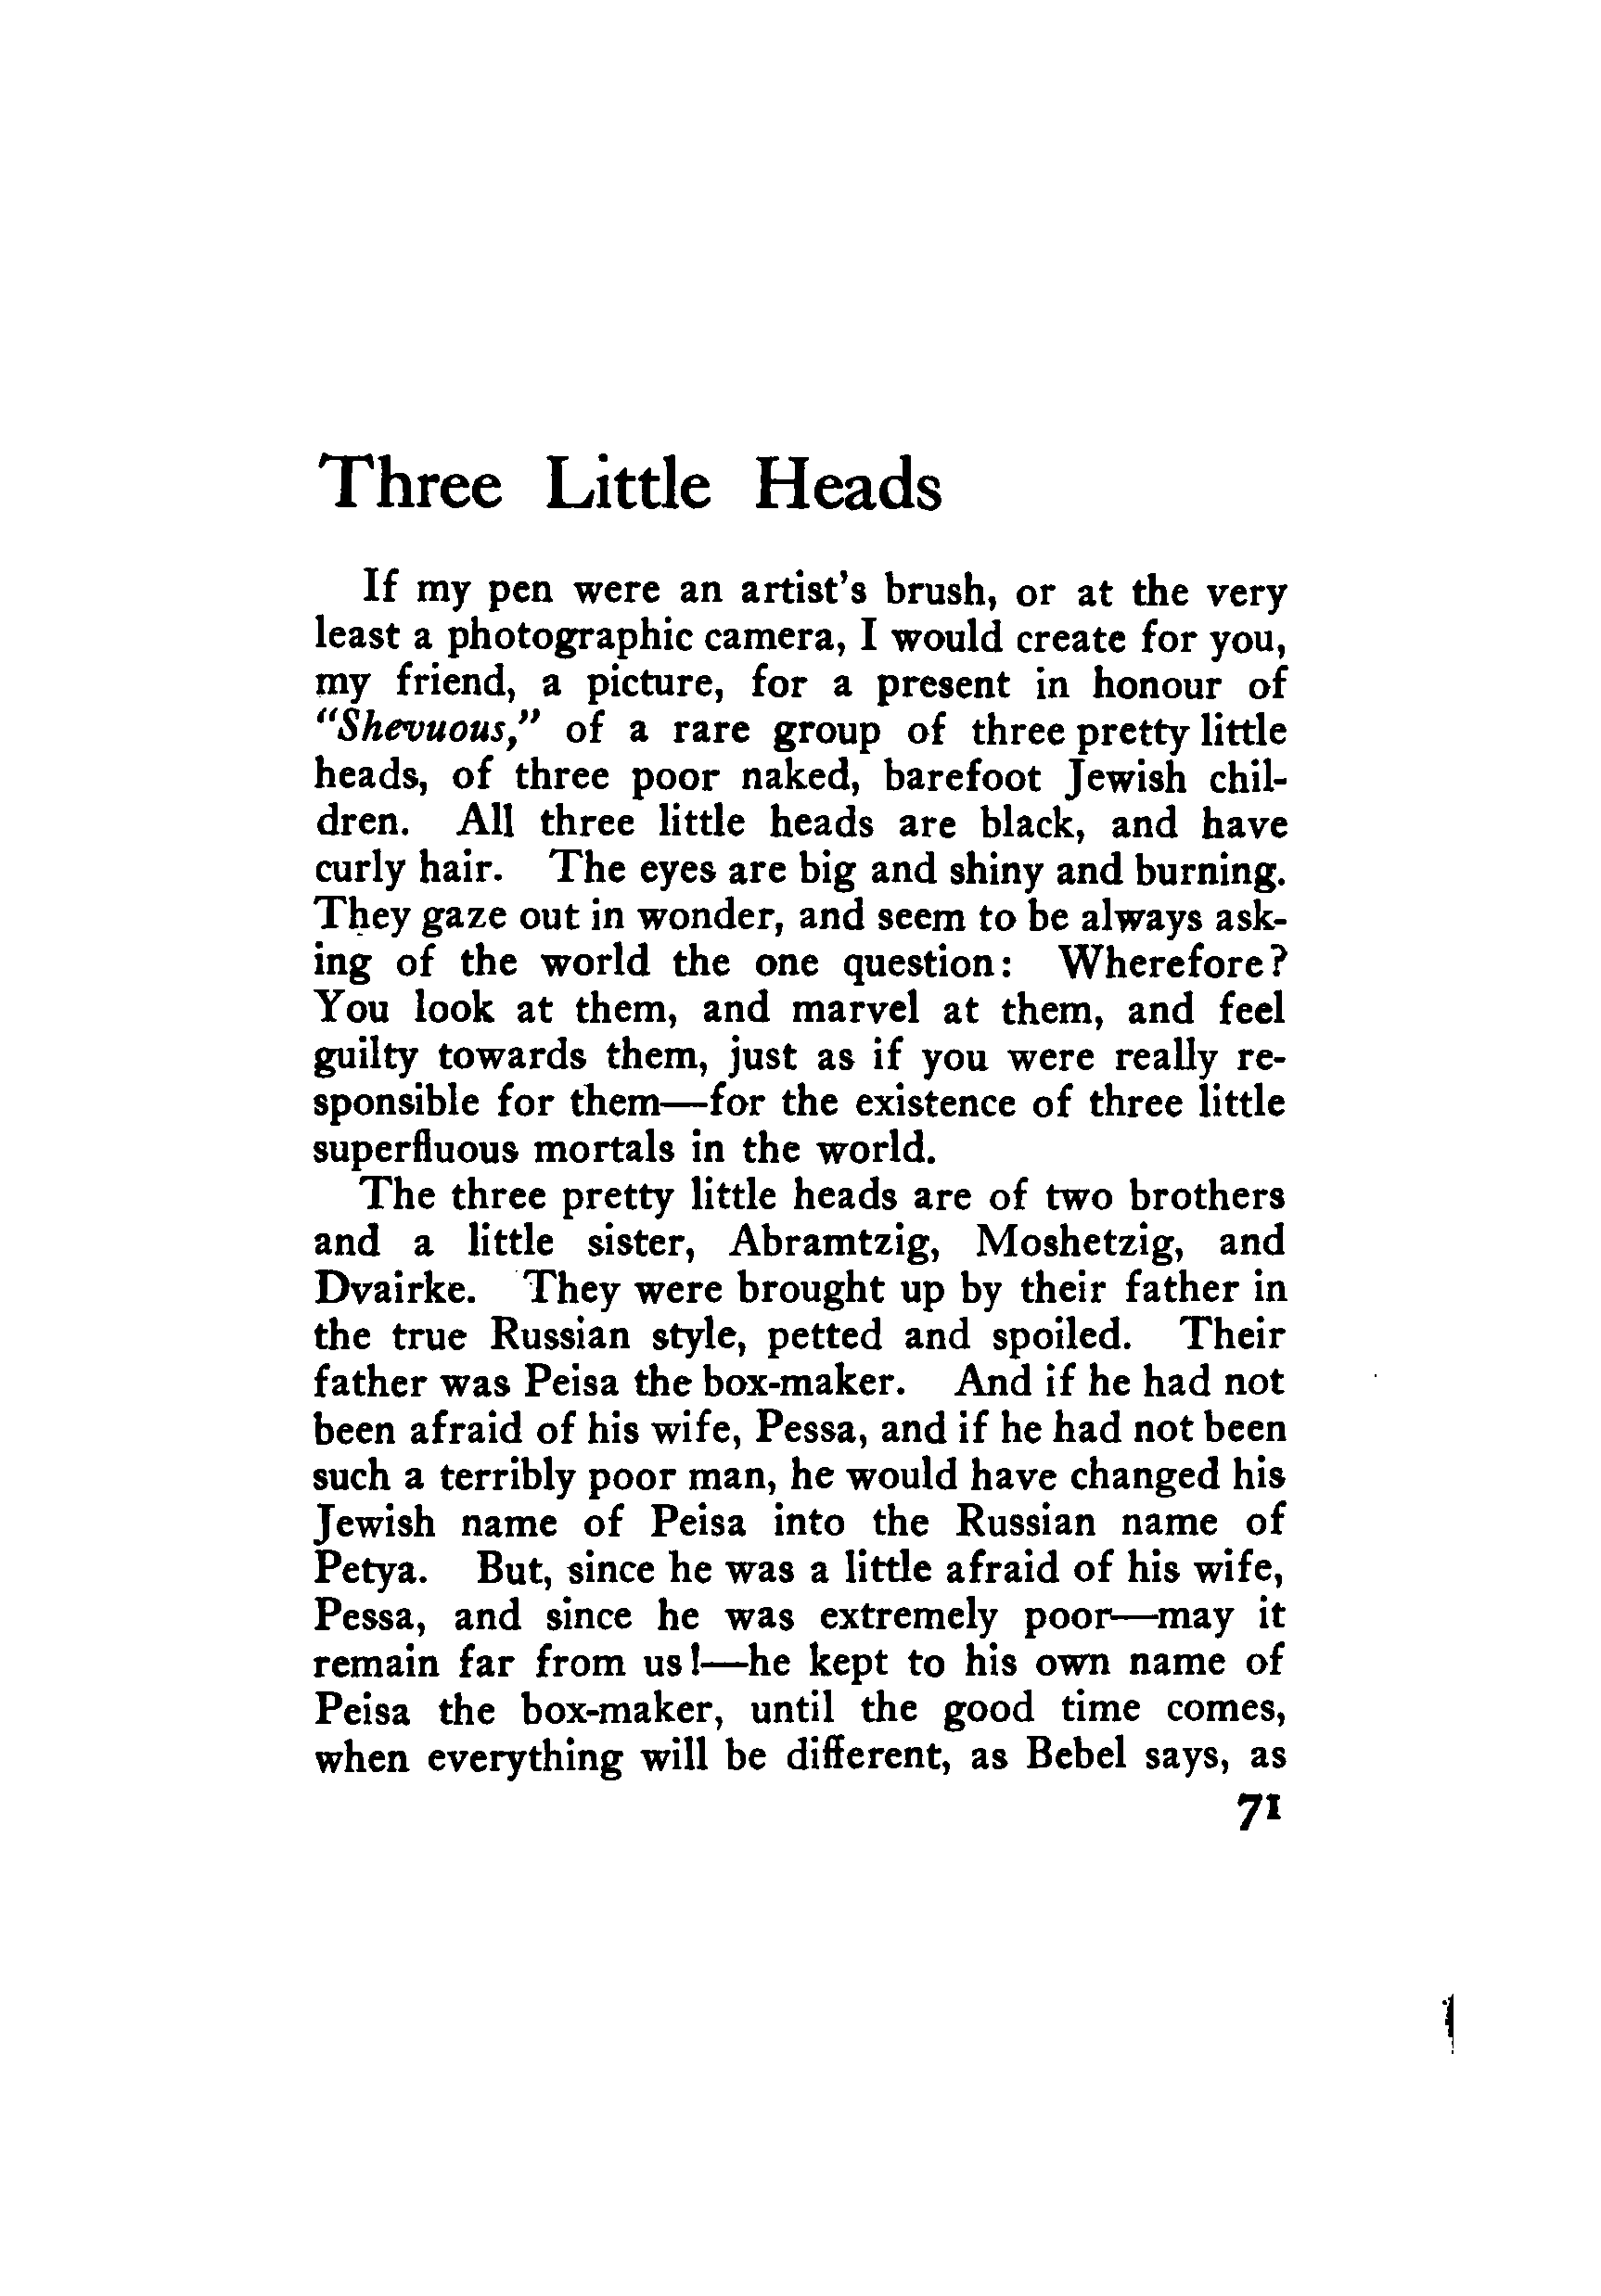 Three Little Heads
If my pen were an artist's brush, or at the very
least a photographic camera, I would create for you,
my friend, a picture, for a present in honour of
"Shevuous," of a rare group of three pretty little
heads, of three poor naked, barefoot Jewish chil-
dren. All three little heads are black, and have
curly hair. The eyes are big and shiny and burning.
They gaze out in wonder, and seem to be always ask-
ing of the world the one question: Wherefore?
You look at them, and marvel at them, and feel
guilty towards them, just as if you were really re-
sponsible for them—for the existence of three little
superfluous mortals in the world.
The three pretty little heads are of two brothers
and a little sister, Abramtzig, Moshetzig, and
Dvairke. They were brought up by their father in
the true Russian style, petted and spoiled. Their
father was Peisa the box-maker. And if he had not
been afraid of his wife, Pessa, and if he had not been
such a terribly poor man, he would have changed his
Jewish name of Peisa into the Russian name of
Petya. But, since he was a little afraid of his wife,
Pessa, and since he was extremely poor—may it
remain far from us!—he kept to his own name of
Peisa the box-maker, until the good time comes,
when everything will be different, as Bebel says, as
71